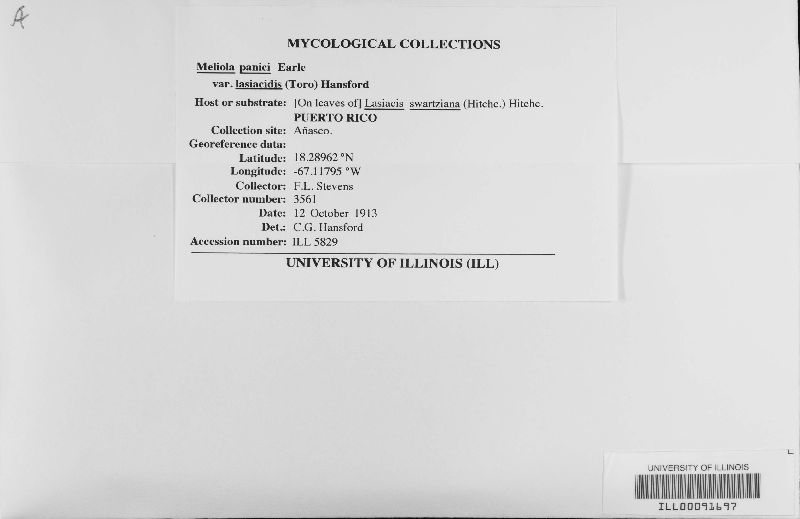 A
MYCOLOGICAL COLLECTIONS
Meliola panici Earle
var. lasiacidis (Toro) Hansford
Host or substrate: [On leaves of] Lasiacis swartziana (Hitchc.) Hitchc.
PUERTO RICO
Collection site: Añasco.
Georeference data:
Latitude: 18.28962 °N
Longitude: -67.11795 °W
Collector: F.L. Stevens
Collector number: 3561
Date: 12 October 1913
Det.: C.G. Hansford
Accession number: ILL 5829
UNIVERSITY OF ILLINOIS (ILL)
UNIVERSITY OF ILLINOIS
ILL00091697